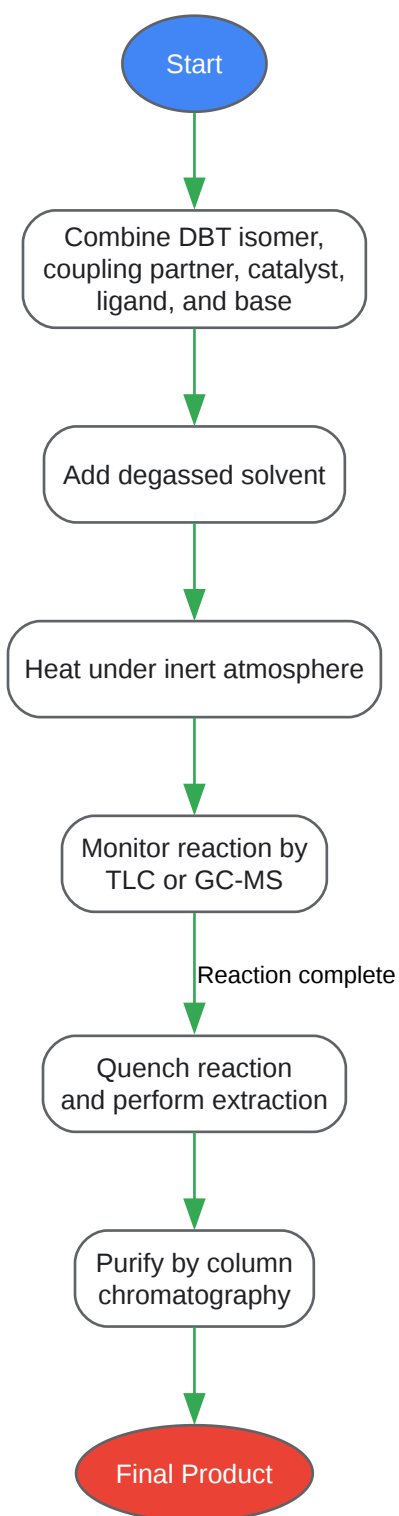 Start
Combine DBT isomer,
coupling partner, catalyst,
ligand, and base
Add degassed solvent
Heat under inert atmosphere
Monitor reaction by
TLC or GC-MS
Reaction complete
Quench reaction
and perform extraction
Purify by column
chromatography
Final Product